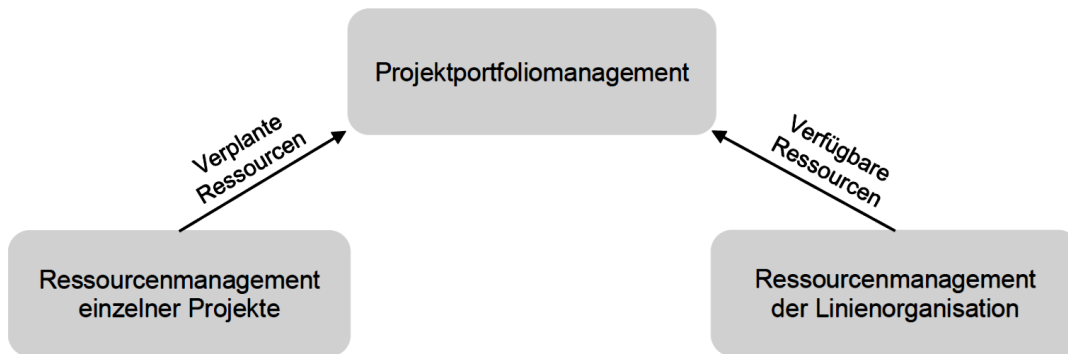 Projektportfoliomanagement
Verplante
Ressourcen
Verfügbare
Ressourcen
Ressourcenmanagement
einzelner Projekte
Ressourcenmanagement
der Linienorganisation